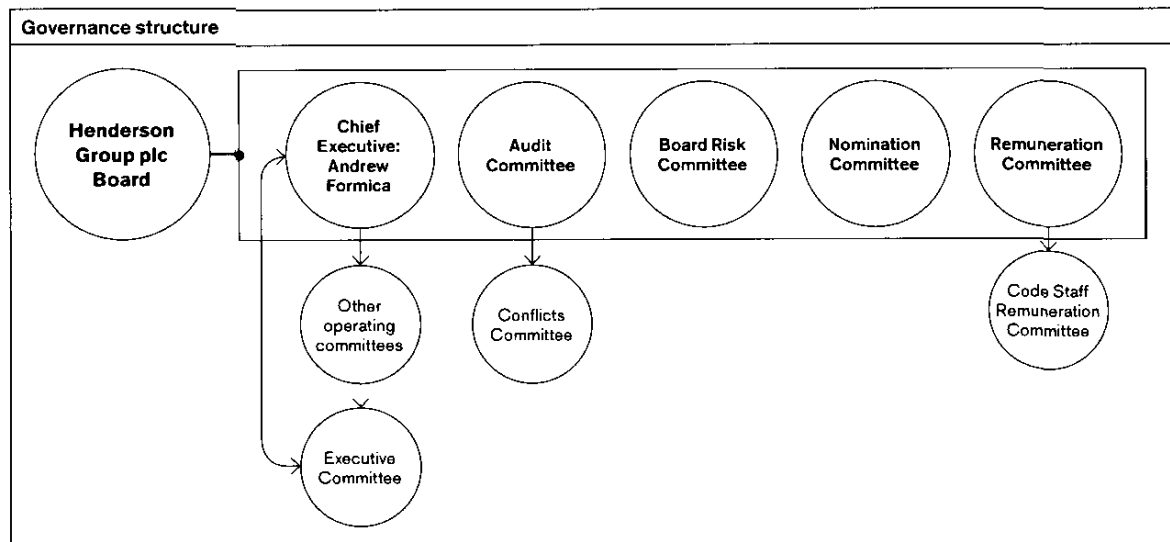 Governance structure
Henderson
Group plc
Board
Chief
Executive:
Andrew
Formica
Audit
Committee
Board Risk
Committee
Nomination
Committee
Remuneration
Committee
Other
operating
committees
Conflicts
Committee
Code Staff
Remuneration
Committee
Executive
Committee